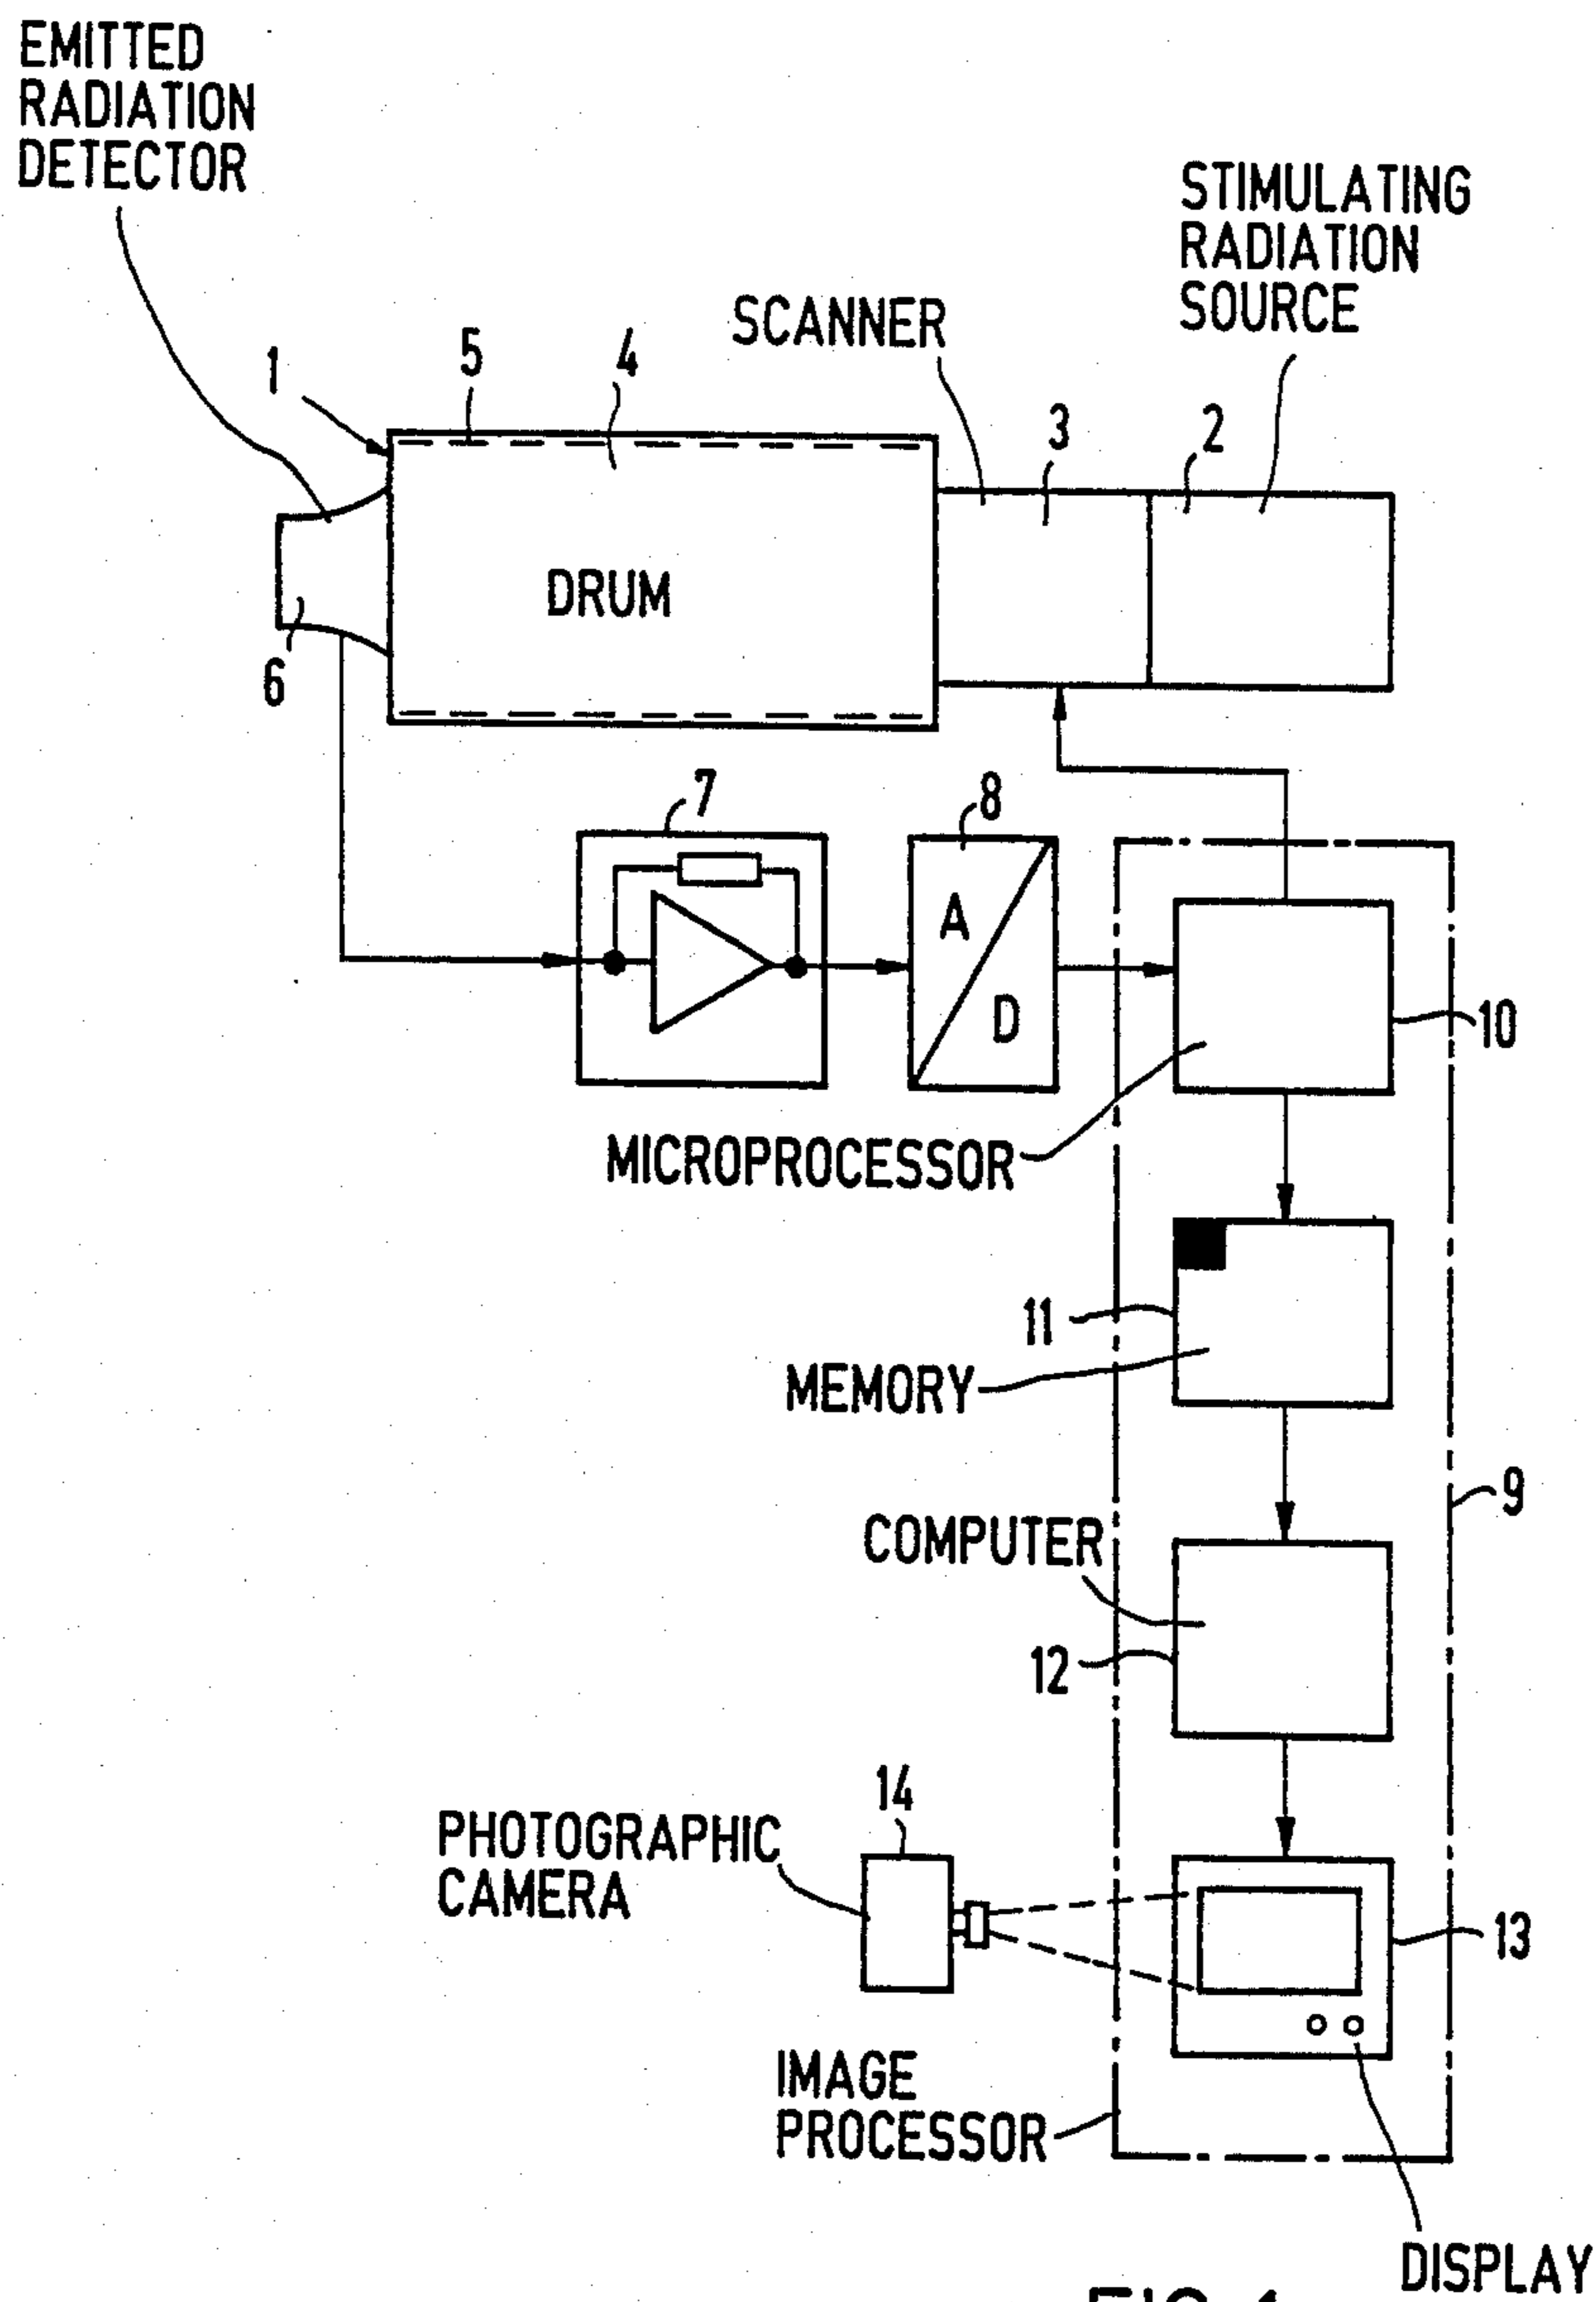 EMITTED
RADIATION
DETECTOR
STIMULATING
RADIATION
SOURCE
SCANNER
1
5
4
3
2
DRUM
6
7
8
A
D
10
MICROPROCESSOR
11
MEMORY
9
COMPUTER
12
14
PHOTOGRAPHIC
CAMERA
13
IMAGE
PROCESSOR
DISPLAY